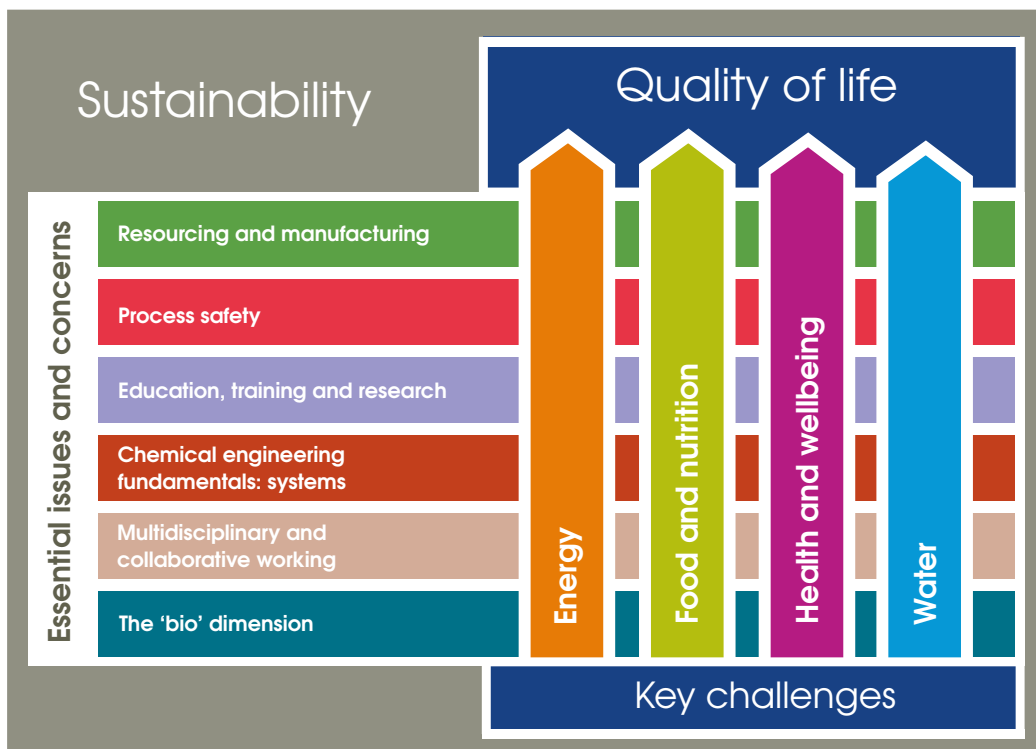 Sustainability
Quality of life
Essential issues and concerns
Resourcing and manufacturing
Process safety
Education, training and research
Chemical engineering
fundamentals: systems
Multidisciplinary and
collaborative working
The ‘bio’ dimension
Energy
Food and nutrition
Health and wellbeing
Water
Key challenges